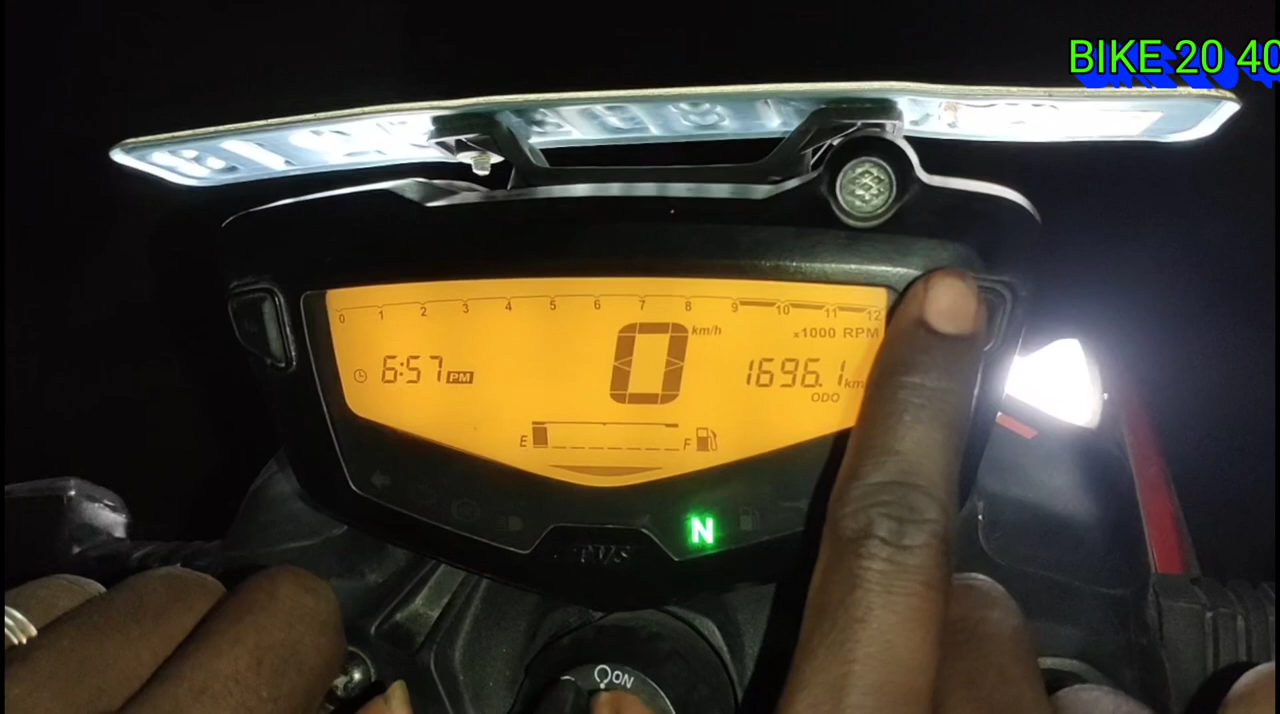 BIKE 20 40
0 1 2 3 4 5 6 7 8 9 10 11 12
x1000 RPM
6:57 PM
0 km/h
1696.1 km
ODO
E F
N
TVS
ON